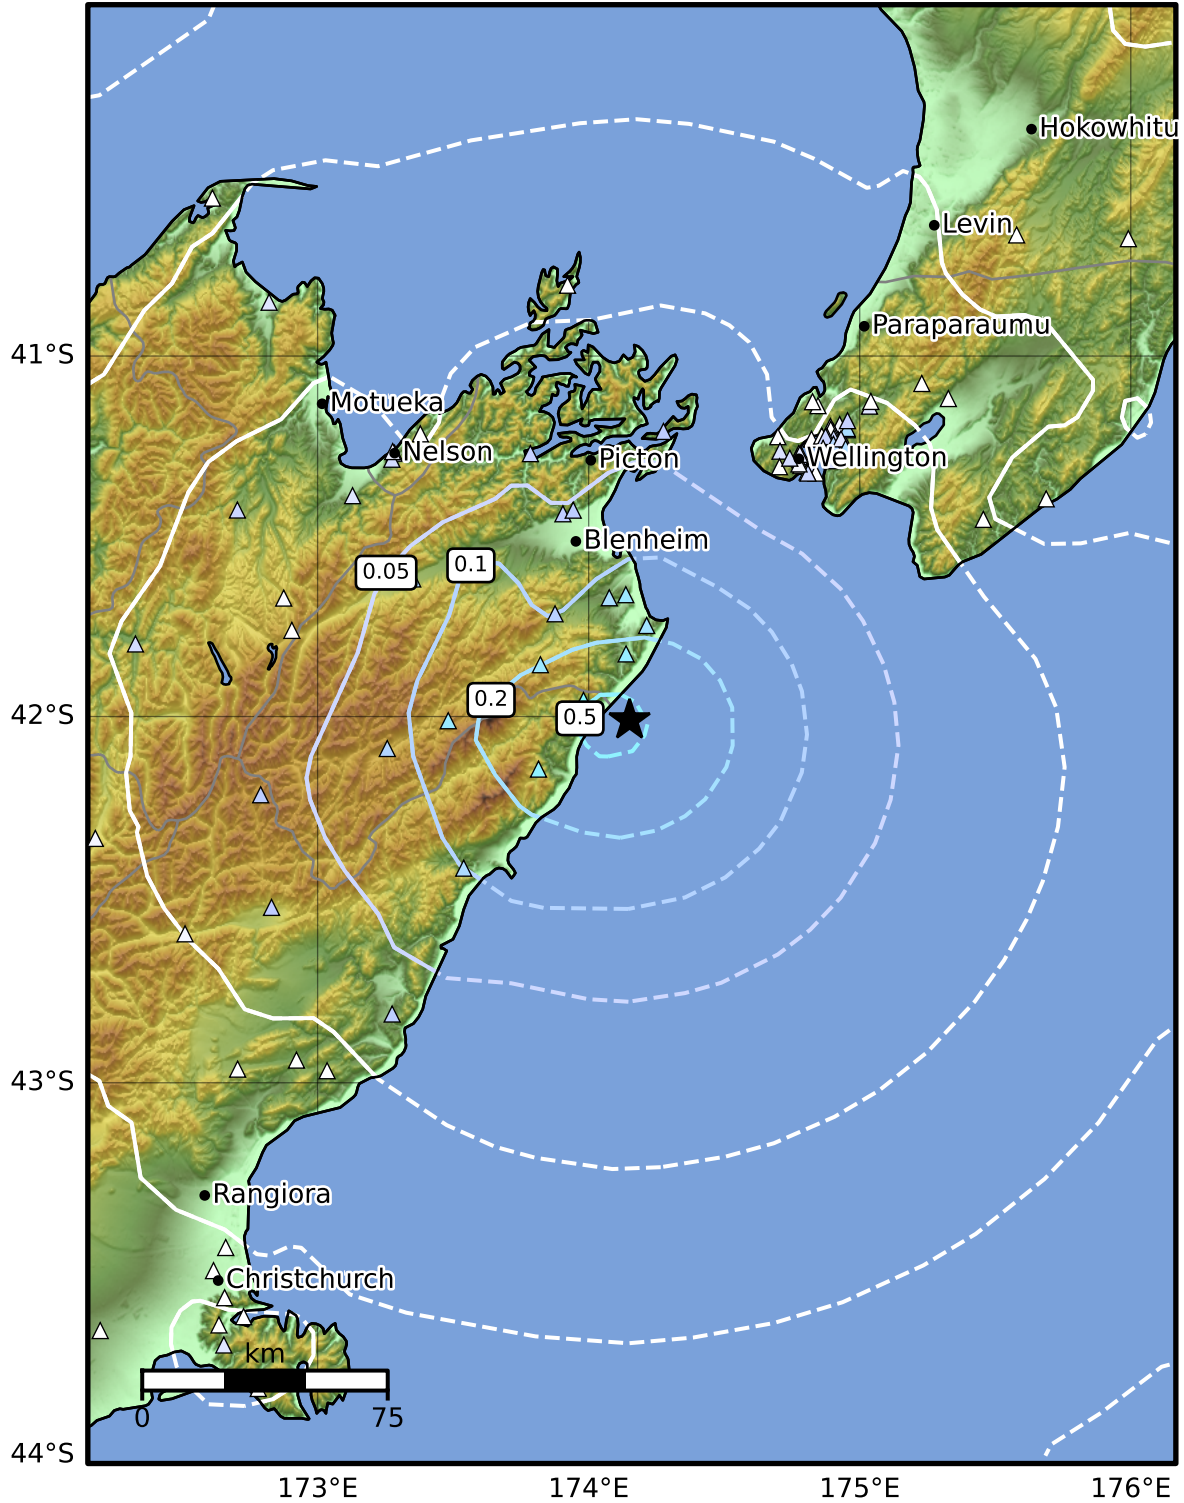 Hokowhitu
Levin
Paraparaumu
41°S
Motueka
Nelson
Picton
Wellington
Blenheim
0.05
0.1
0.2
0.5
42°S
43°S
Rangiora
Christchurch
km
0 75
44°S
173°E 174°E 175°E 176°E